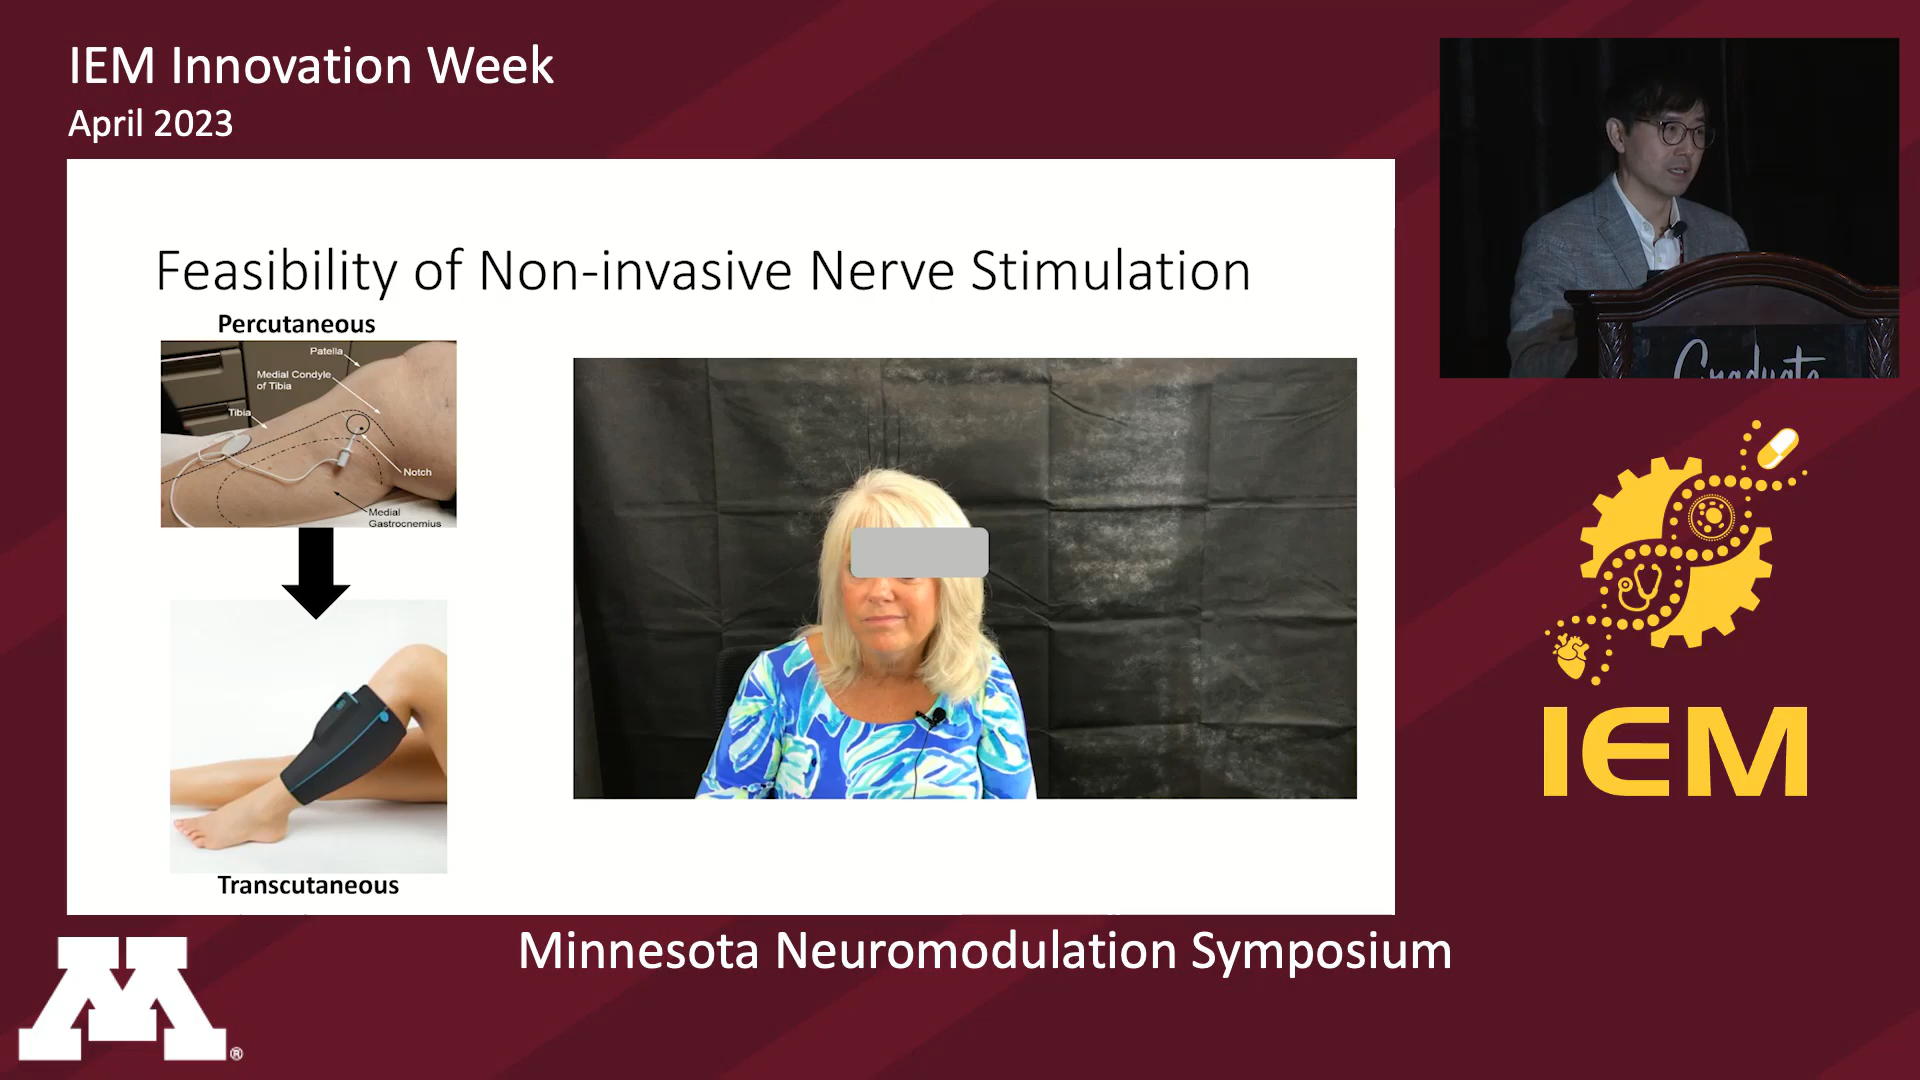 IEM Innovation Week
April 2023
Feasibility of Non-invasive Nerve Stimulation
Percutaneous
Patella
Medial Condyle
of Tibia
Tibia
Notch
Medial
Gastrocnemius
Transcutaneous
Graduate
IEM
Minnesota Neuromodulation Symposium
M
®